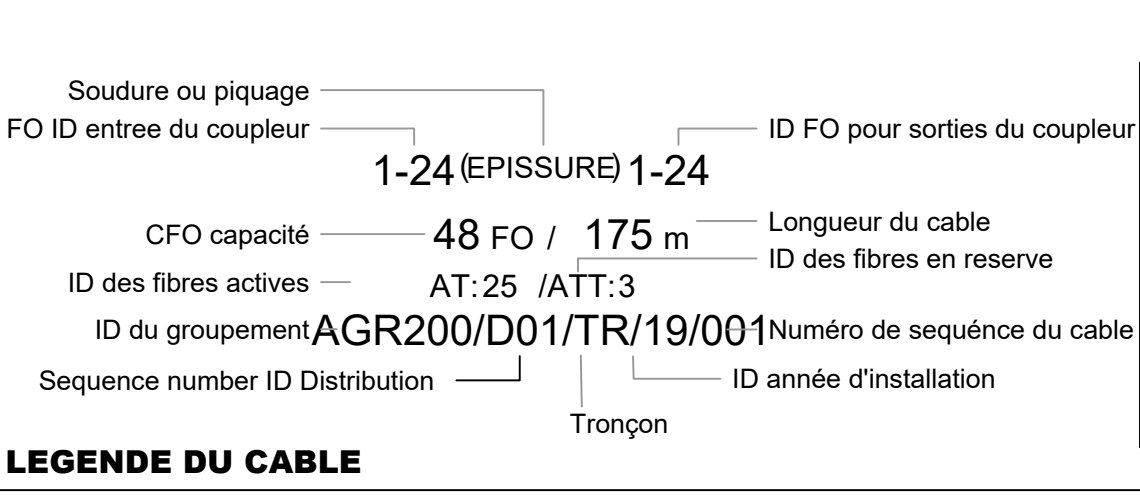 Soudure ou piquage
FO ID entree du coupleur
ID FO pour sorties du coupleur
1-24 (EPISSURE) 1-24
CFO capacité
48 FO / 175 m
Longueur du cable
ID des fibres en reserve
ID des fibres actives
AT:25 /ATT:3
ID du groupement
AGR200/D01/TR/19/001
Numéro de sequénce du cable
Sequence number ID Distribution
ID année d'installation
Tronçon
LEGENDE DU CABLE